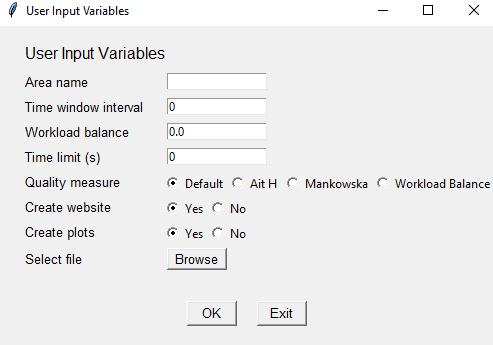 User Input Variables
User Input Variables
Area name
Time window interval 0
Workload balance 0.0
Time limit (s) 0
Quality measure Default Ait H Mankowska Workload Balance
Create website Yes No
Create plots Yes No
Select file Browse
OK Exit